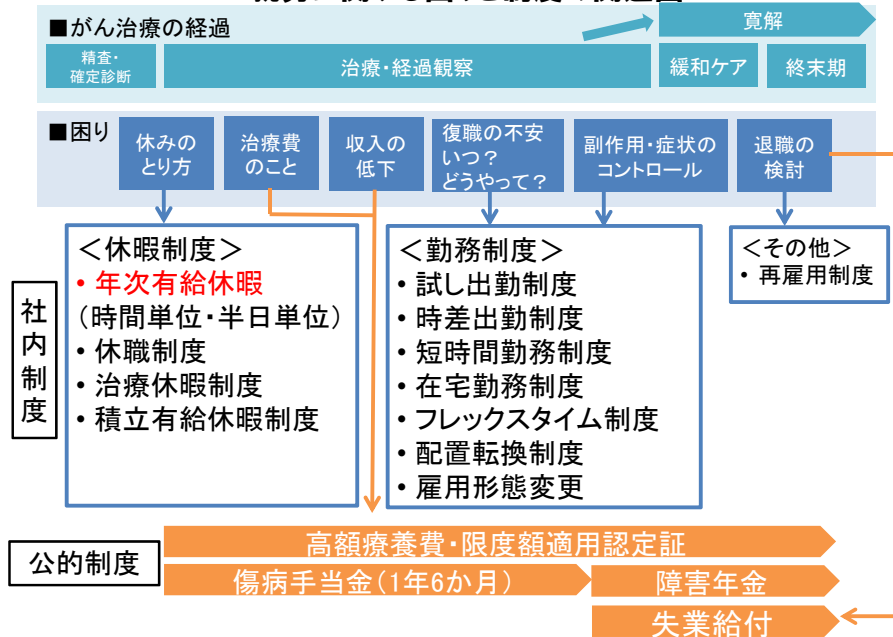 ■がん治療の経過
寛解
精査・
確定診断
治療・経過観察
緩和ケア
終末期
■困り
休みの
とり方
治療費
のこと
収入の
低下
復職の不安
いつ？
どうやって？
副作用・症状の
コントロール
退職の
検討
社内制度
＜休暇制度＞
・年次有給休暇
（時間単位・半日単位）
・休職制度
・治療休暇制度
・積立有給休暇制度
＜勤務制度＞
・試し出勤制度
・時差出勤制度
・短時間勤務制度
・在宅勤務制度
・フレックスタイム制度
・配置転換制度
・雇用形態変更
＜その他＞
・再雇用制度
公的制度
高額療養費・限度額適用認定証
傷病手当金（1年6か月）
障害年金
失業給付